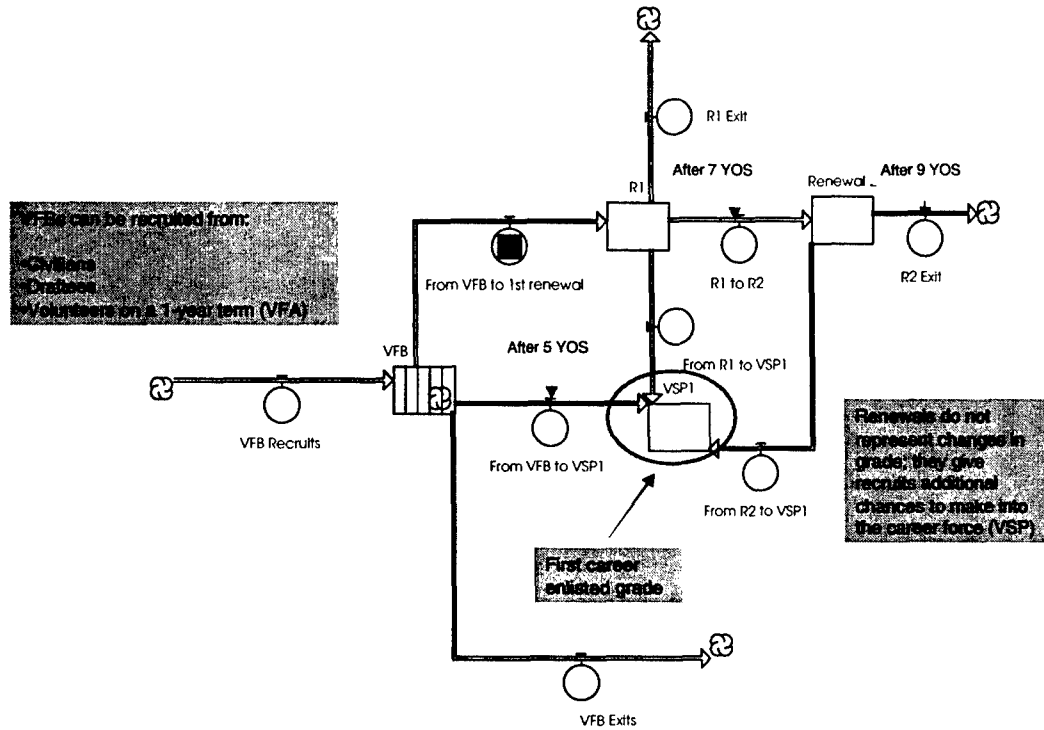 R1 Exit
After 7 YOS
After 9 YOS
R1
Renewal
VFBs can be recruited from:
•Civilians
•Draftees
•Volunteers on a 1-year term (VFA)
From VFB to 1st renewal
R1 to R2
R2 Exit
VFB
After 5 YOS
From R1 to VSP1
VSP1
VFB Recruits
From VFB to VSP1
From R2 to VSP1
Renewals do not
represent changes in
grade; they give
recruits additional
chances to make into
the career force (VSP)
First career
enlisted grade
VFB Exits